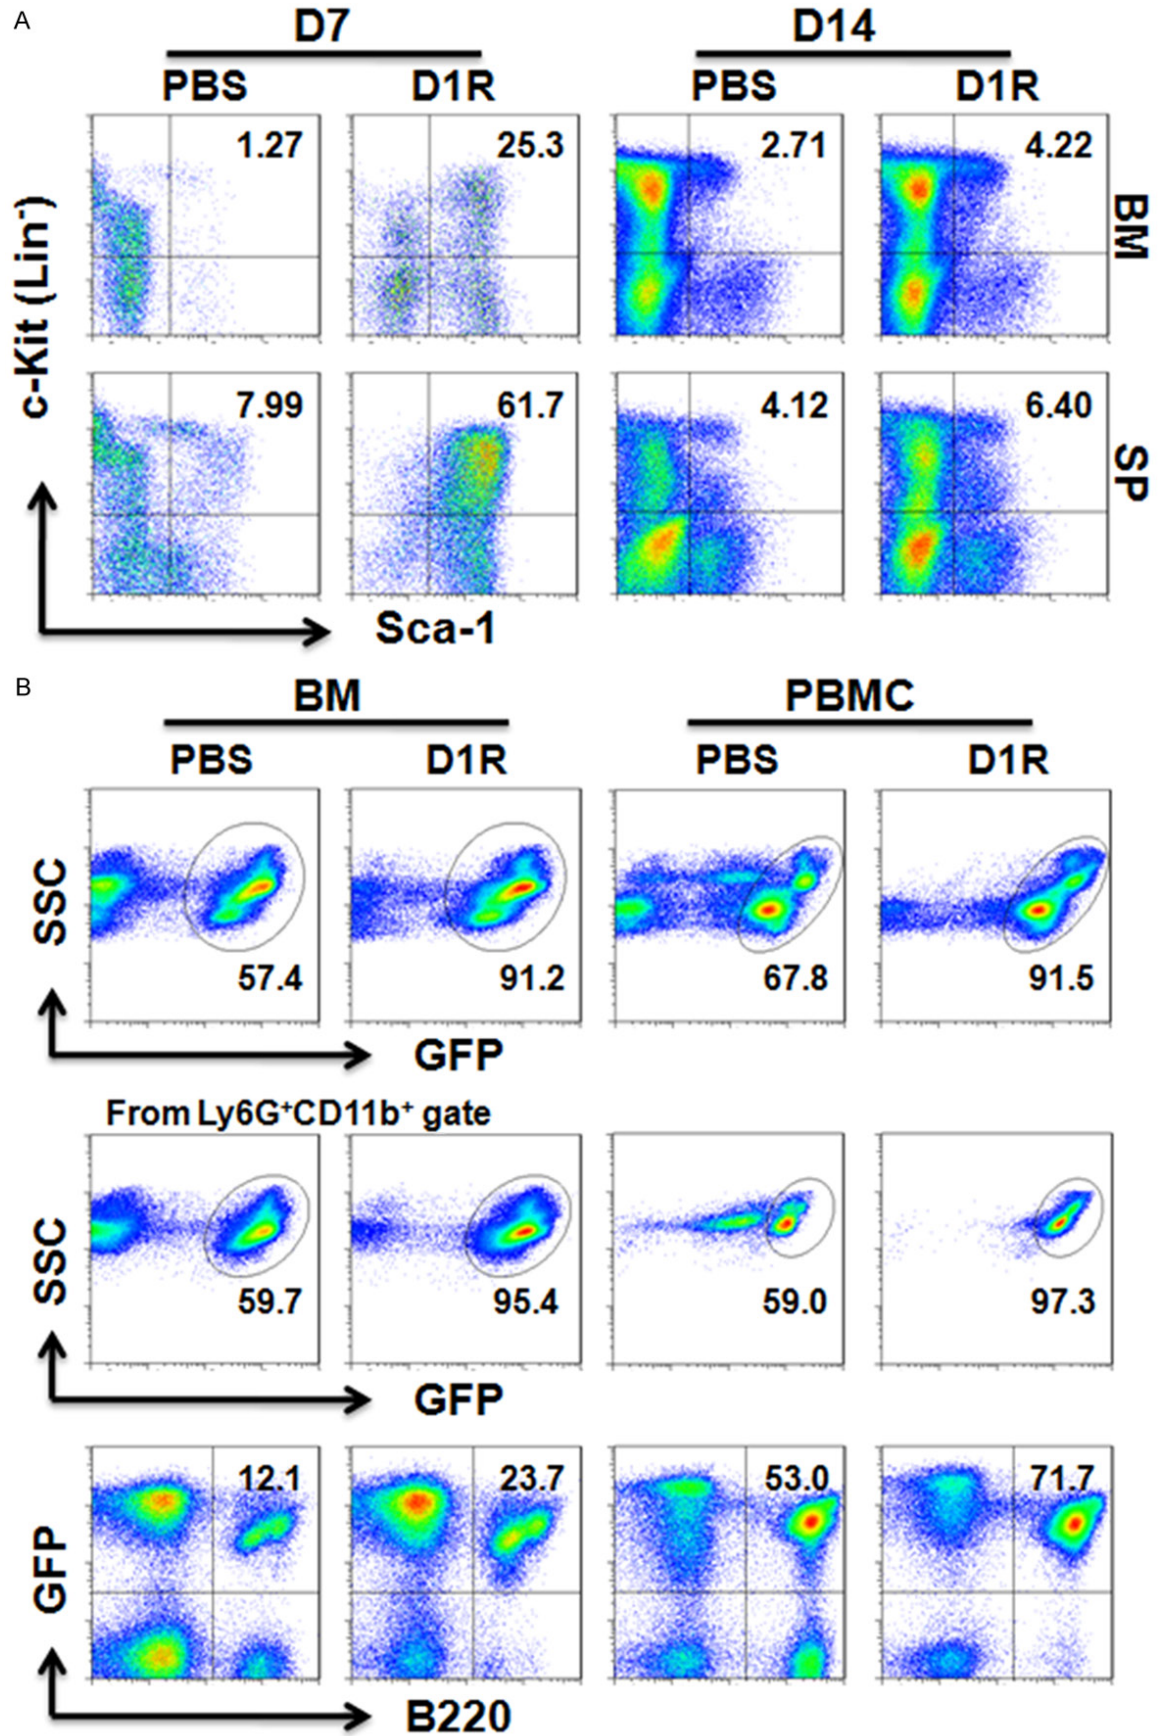 A
D7 D14
PBS D1R PBS D1R
1.27 25.3 2.71 4.22
c-Kit (Lin⁻)
BM
7.99 61.7 4.12 6.40
SP
Sca-1
B
BM PBMC
PBS D1R PBS D1R
SSC
57.4 91.2 67.8 91.5
GFP
From Ly6G⁺CD11b⁺ gate
SSC
59.7 95.4 59.0 97.3
GFP
12.1 23.7 53.0 71.7
GFP
B220